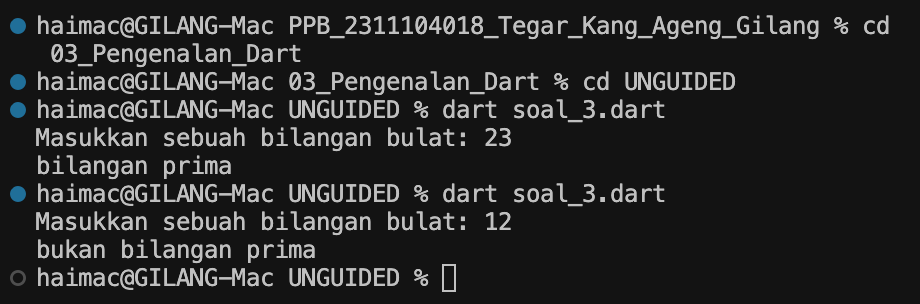 haimac@GILANG-Mac PPB_2311104018_Tegar_Kang_Ageng_Gilang % cd
03_Pengenalan_Dart
haimac@GILANG-Mac 03_Pengenalan_Dart % cd UNGUIDED
haimac@GILANG-Mac UNGUIDED % dart soal_3.dart
Masukkan sebuah bilangan bulat: 23
bilangan prima
haimac@GILANG-Mac UNGUIDED % dart soal_3.dart
Masukkan sebuah bilangan bulat: 12
bukan bilangan prima
haimac@GILANG-Mac UNGUIDED %